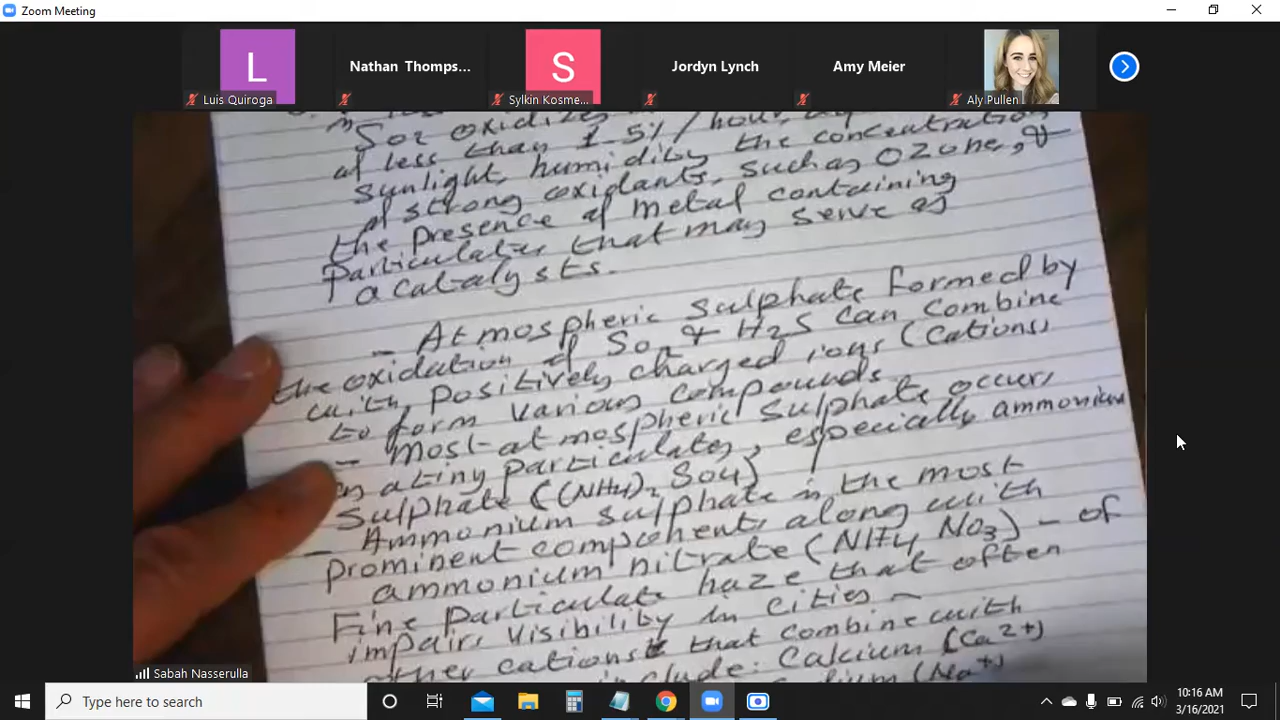 Zoom Meeting
L
Luis Quiroga
Nathan Thomps...
S
Sylkin Kosme...
Jordyn Lynch
Amy Meier
Aly Pullen
SO2 oxidizes
of less than 1-5%/hour
sunlight, humidity the concentration
of strong oxidants, such as Ozone, &
the presence of metal containing
Particulates that may serve as
a catalysts.
- Atmospheric Sulphate formed by
the oxidation of SO2 & H2S can combine
with positively charged ions (Cations)
to form various compounds
- Most atmospheric sulphate occurs
as a tiny particulates, especially ammonium
sulphate ((NH4)2 SO4)
- Ammonium sulphate is the most
prominent components along with
ammonium nitrate (NH4 NO3) - of
Fine Particulate haze that often
impairs visibility in cities -
other cations that combine with
include: Calcium (Ca2+)
(Na+)
Sabah Nasserulla
Type here to search
10:16 AM
3/16/2021